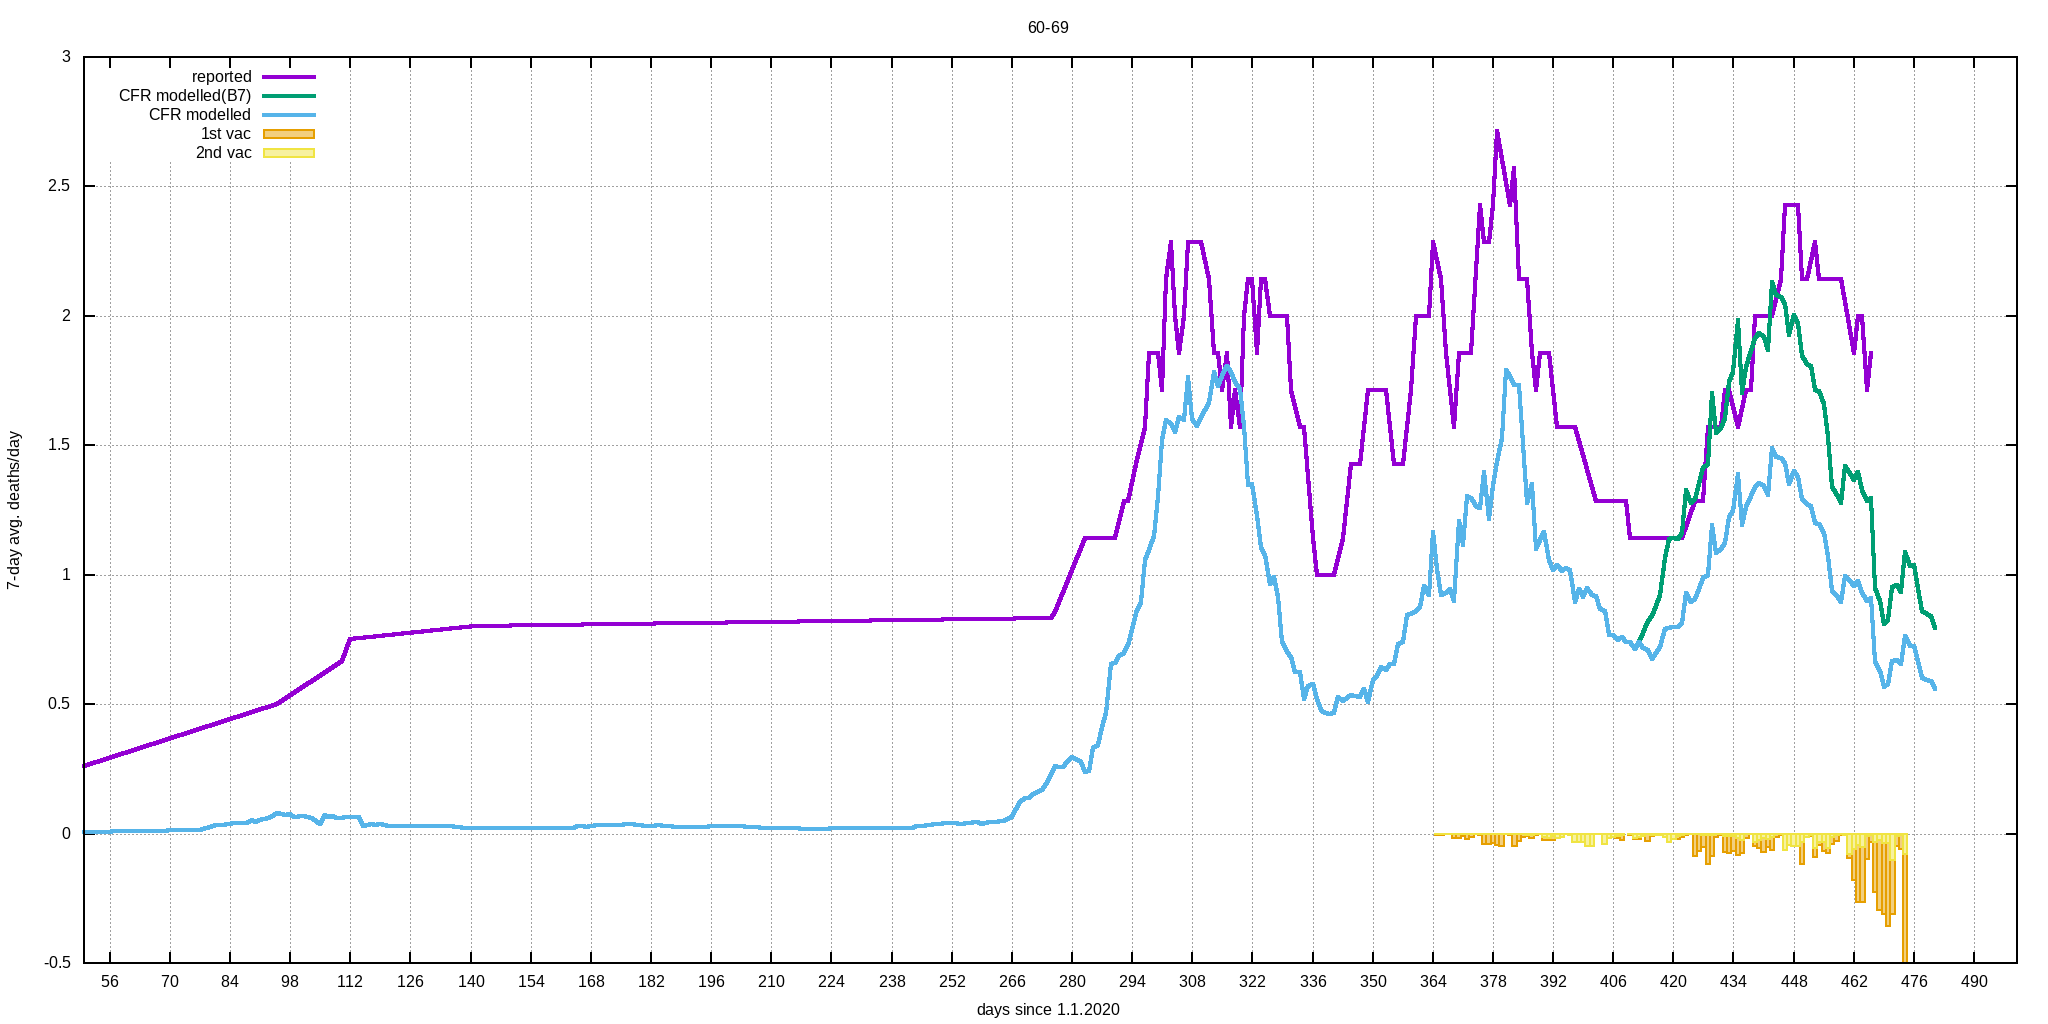 60-69
reported
CFR modelled(B7)
CFR modelled
1st vac
2nd vac
7-day avg. deaths/day
3
2.5
2
1.5
1
0.5
0
-0.5
56 70 84 98 112 126 140 154 168 182 196 210 224 238 252 266 280 294 308 322 336 350 364 378 392 406 420 434 448 462 476 490
days since 1.1.2020